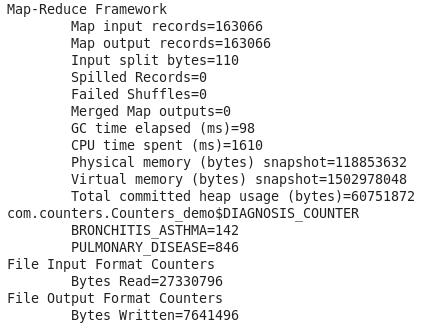 Map-Reduce Framework
Map input records=163066
Map output records=163066
Input split bytes=110
Spilled Records=0
Failed Shuffles=0
Merged Map outputs=0
GC time elapsed (ms)=98
CPU time spent (ms)=1610
Physical memory (bytes) snapshot=118853632
Virtual memory (bytes) snapshot=1502978048
Total committed heap usage (bytes)=60751872
com.counters.Counters_demo$DIAGNOSIS_COUNTER
BRONCHITIS_ASTHMA=142
PULMONARY_DISEASE=846
File Input Format Counters
Bytes Read=27330796
File Output Format Counters
Bytes Written=7641496